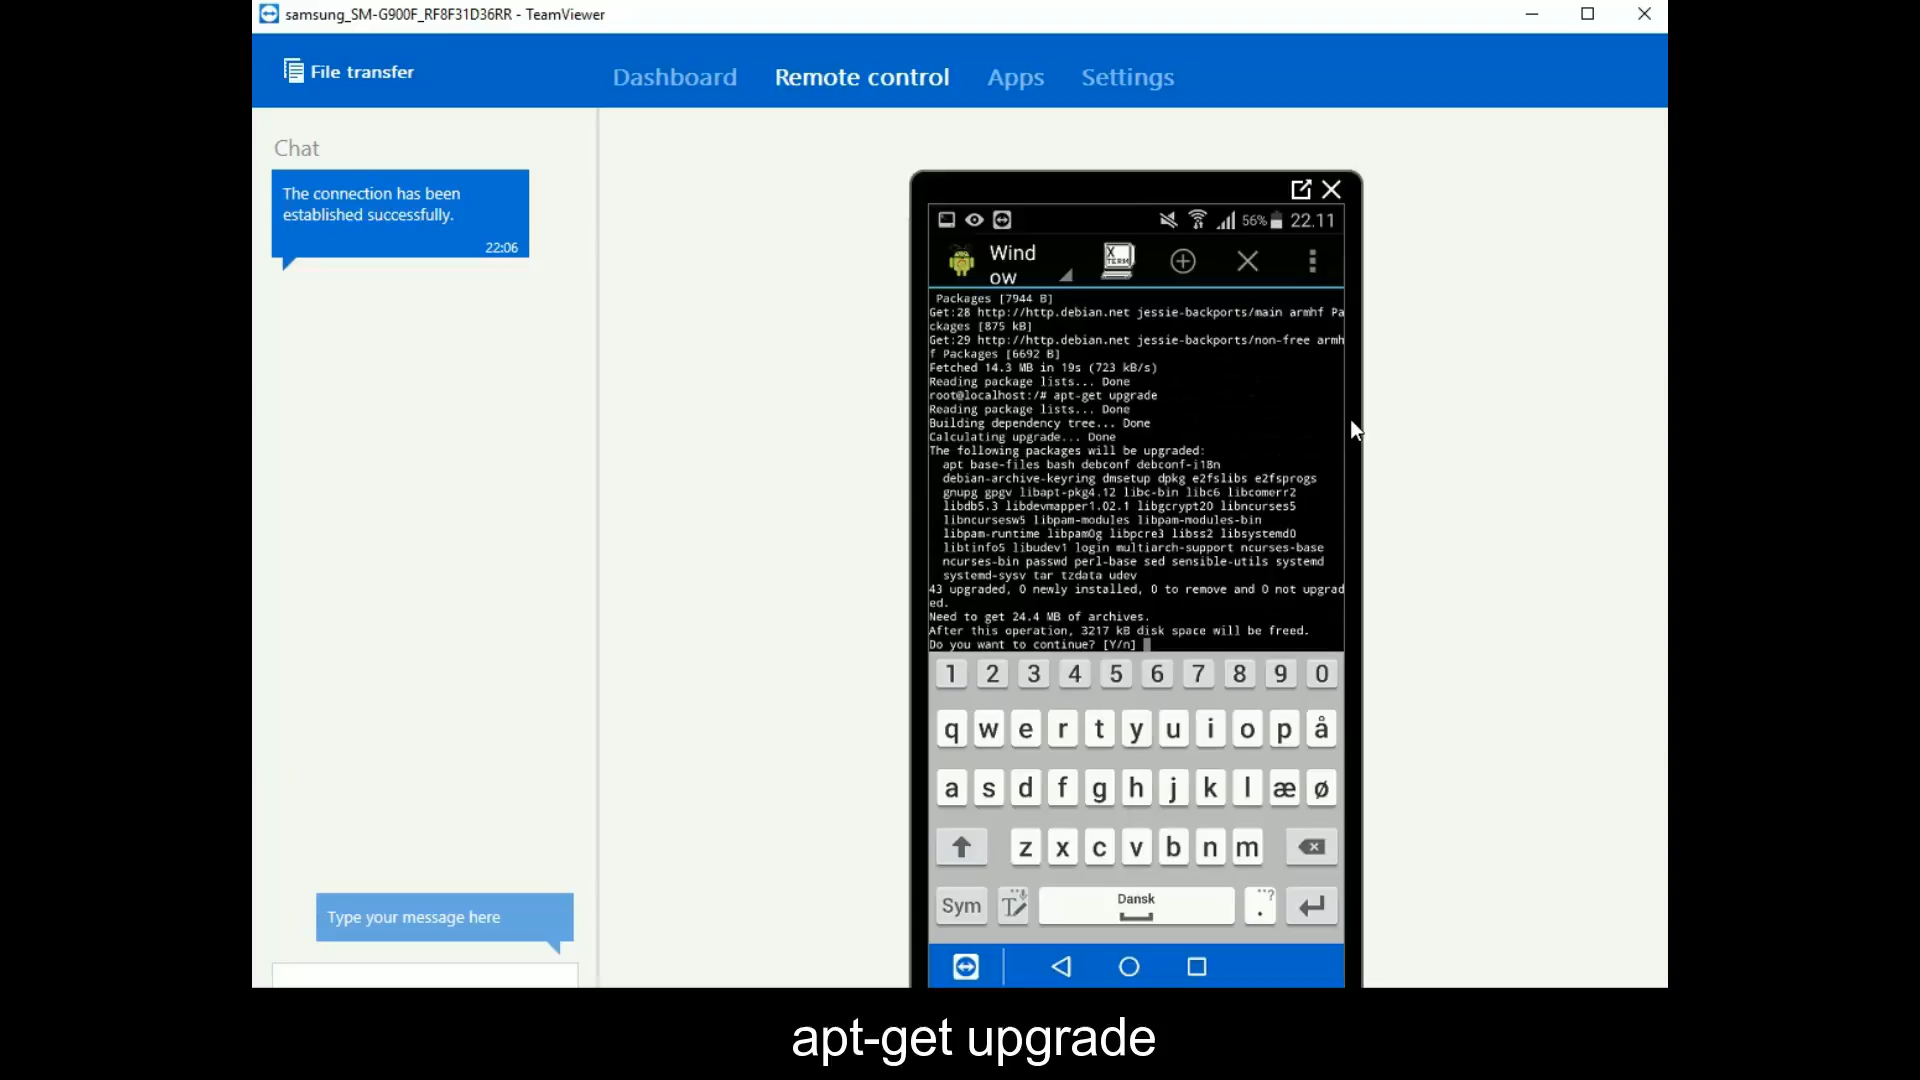 samsung_SM-G900F_RF8F31D36RR - TeamViewer
File transfer
Dashboard
Remote control
Apps
Settings
Chat
The connection has been
established successfully.
22:06
56%
22.11
Wind
ow
X
TERM
Packages [7944 B]
Get:28 http://http.debian.net jessie-backports/main armhf Pa
ckages [875 kB]
Get:29 http://http.debian.net jessie-backports/non-free armh
f Packages [6692 B]
Fetched 14.3 MB in 19s (723 kB/s)
Reading package lists... Done
root@localhost:/# apt-get upgrade
Reading package lists... Done
Building dependency tree... Done
Calculating upgrade... Done
The following packages will be upgraded:
apt base-files bash debconf debconf-i18n
debian-archive-keyring dmsetup dpkg e2fslibs e2fsprogs
gnupg gpgv libapt-pkg4.12 libc-bin libc6 libcomerr2
libdb5.3 libdevmapper1.02.1 libgcrypt20 libncurses5
libncursesw5 libpam-modules libpam-modules-bin
libpam-runtime libpam0g libpcre3 libss2 libsystemd0
libtinfo5 libudev1 login multiarch-support ncurses-base
ncurses-bin passwd perl-base sed sensible-utils systemd
systemd-sysv tar tzdata udev
43 upgraded, 0 newly installed, 0 to remove and 0 not upgrad
ed.
Need to get 24.4 MB of archives.
After this operation, 3217 kB disk space will be freed.
Do you want to continue? [Y/n]
1 2 3 4 5 6 7 8 9 0
q w e r t y u i o p å
a s d f g h j k l æ ø
z x c v b n m
Sym
Dansk
. ?
Type your message here
apt-get upgrade